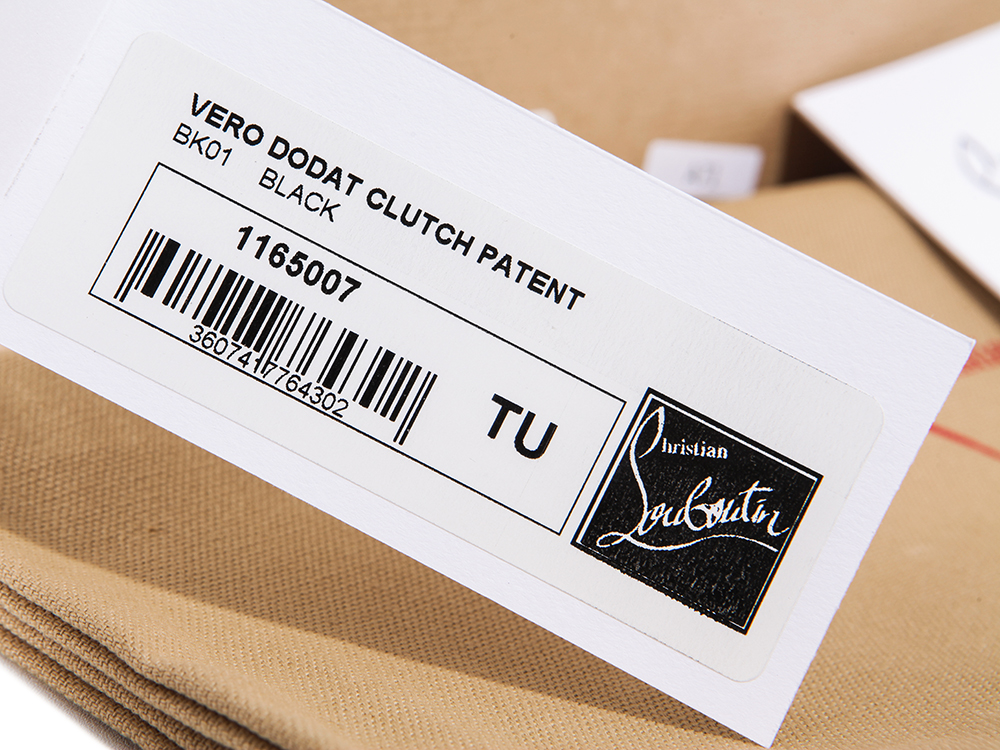 VERO DODAT CLUTCH PATENT
BK01 BLACK
1165007
3607417764302
TU
Christian
Louboutin